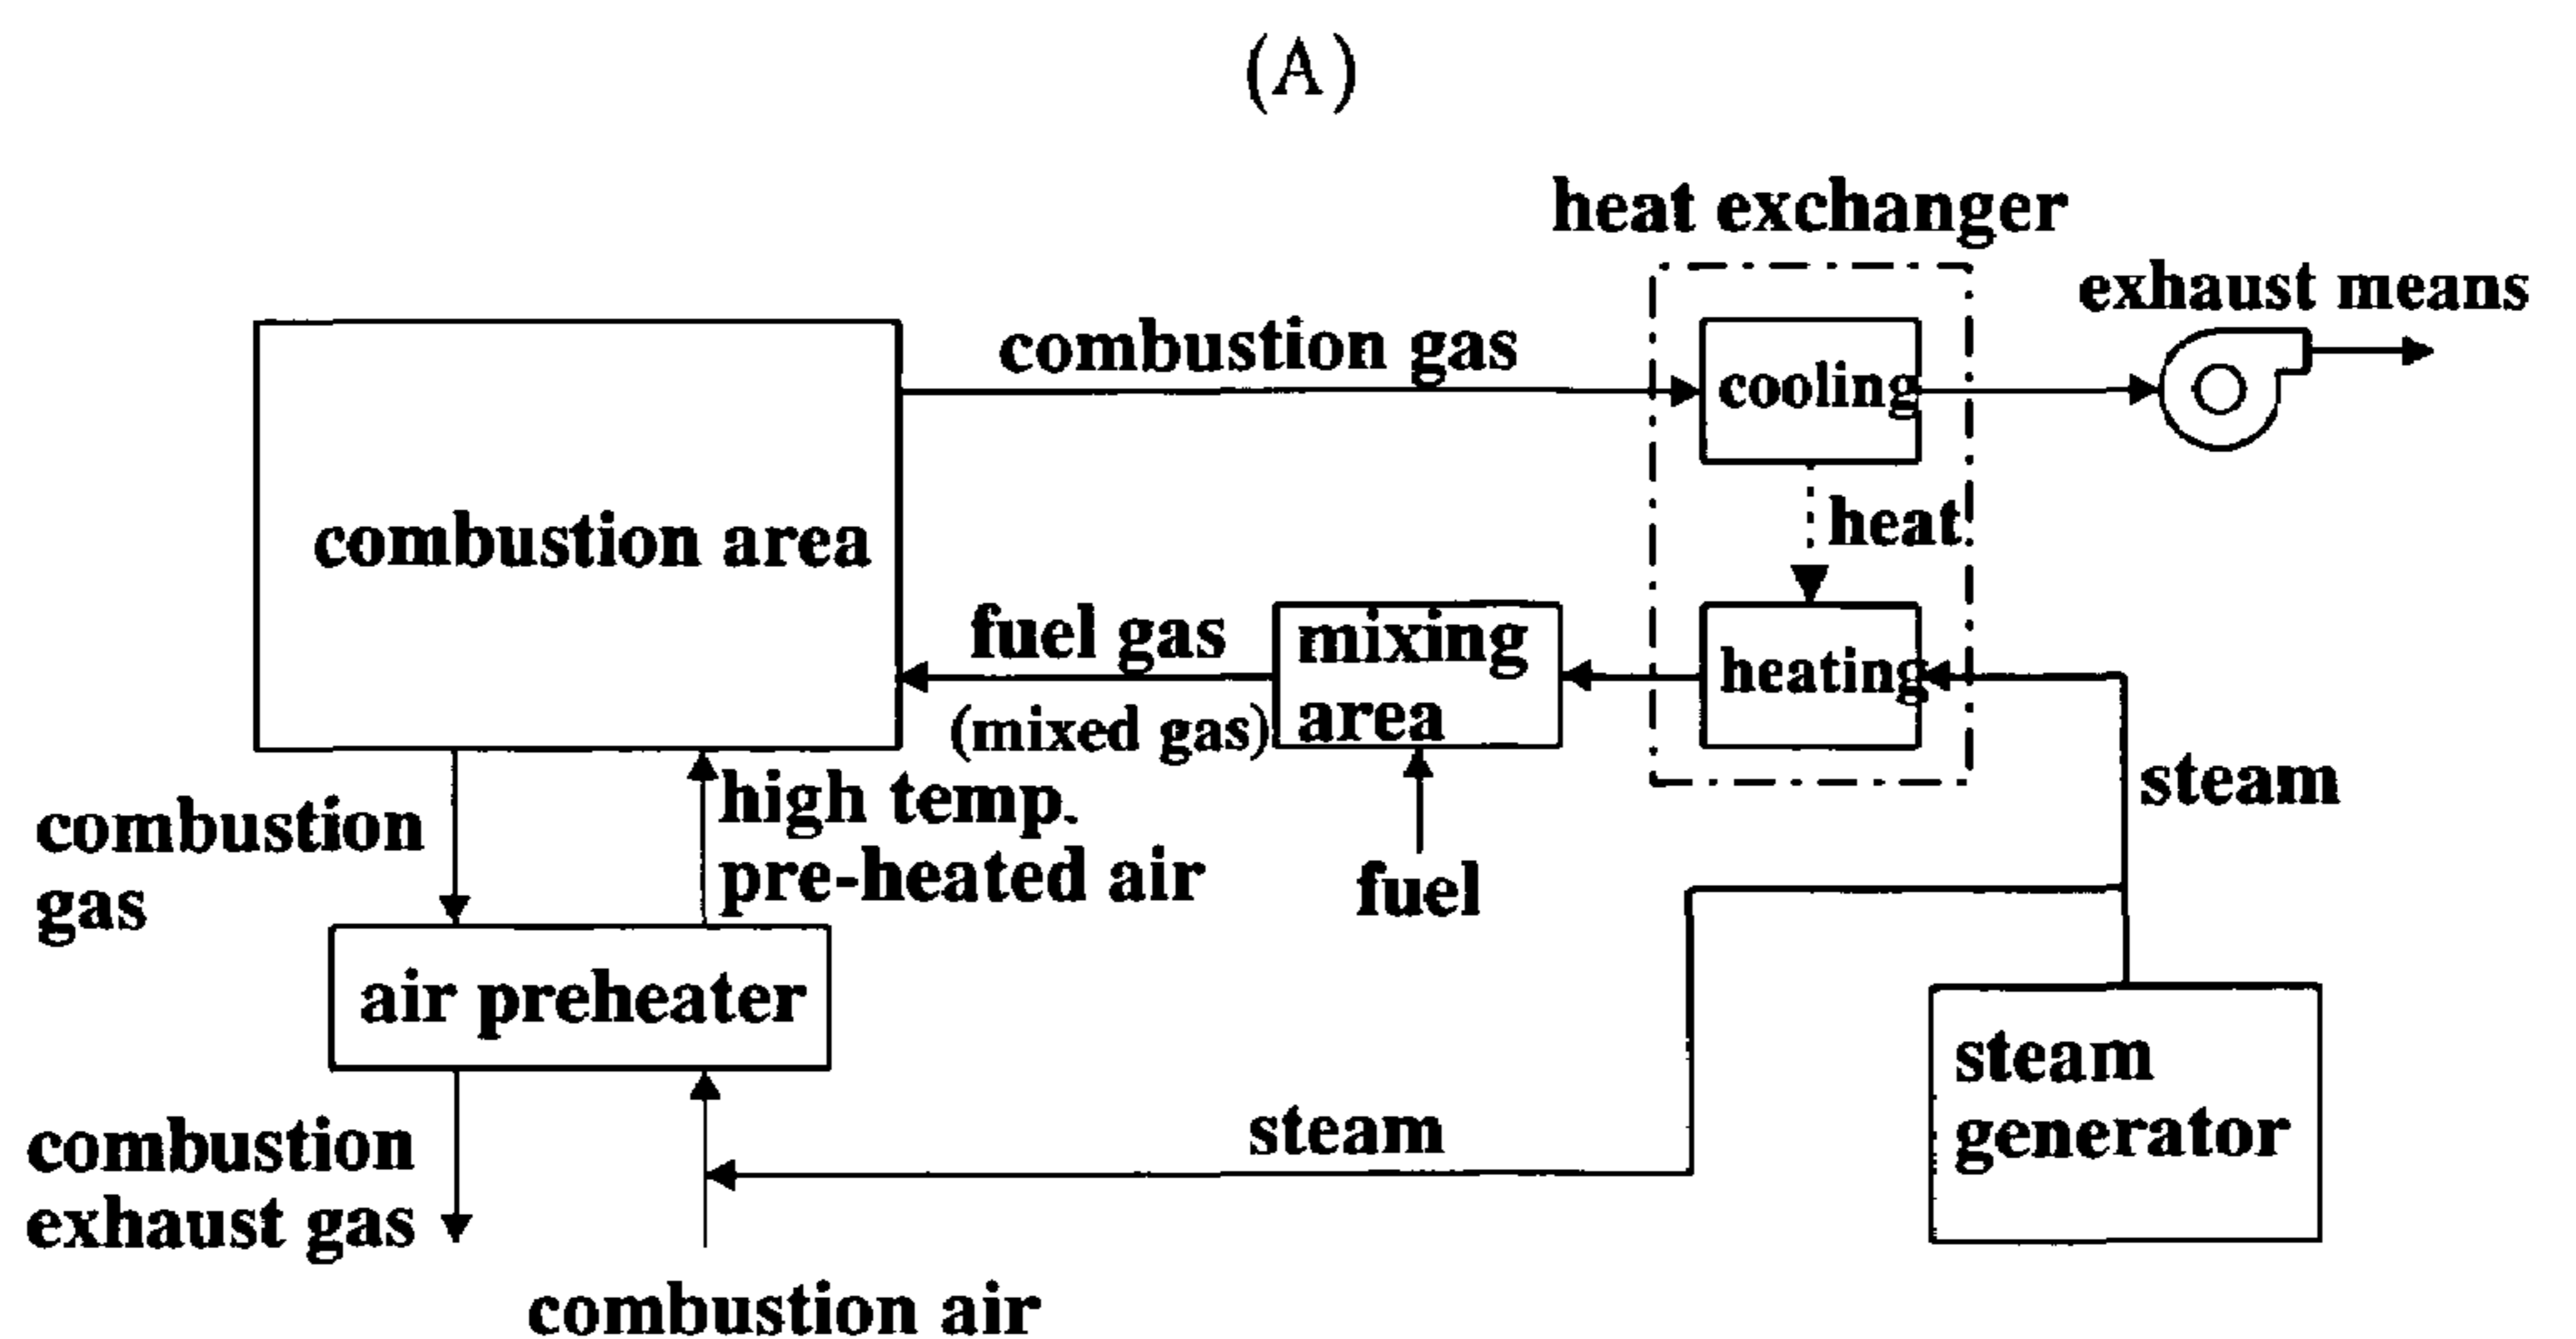 (A)
heat exchanger
exhaust means
combustion gas
cooling
combustion area
heat
fuel gas
(mixed gas)
mixing
area
heating
steam
high temp.
pre-heated air
combustion
gas
fuel
air preheater
steam
generator
steam
combustion
exhaust gas
combustion air